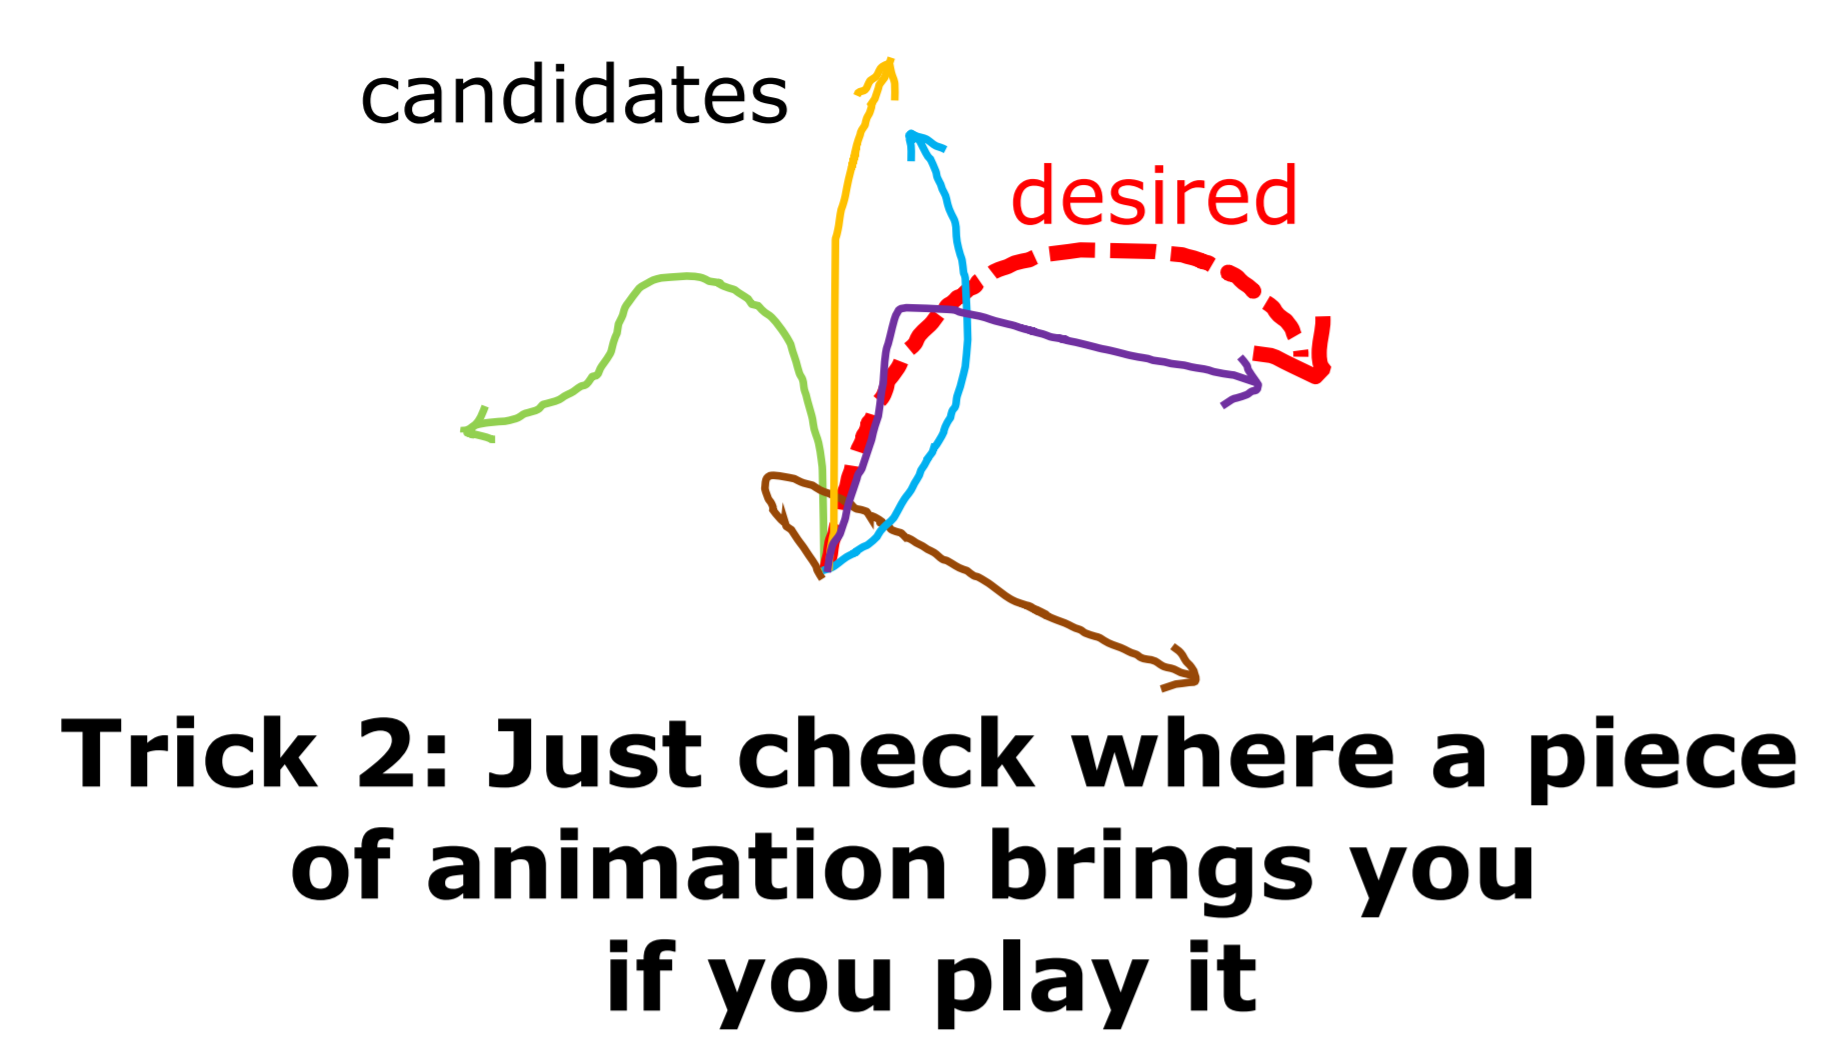 candidates
desired
Trick 2: Just check where a piece
of animation brings you
if you play it